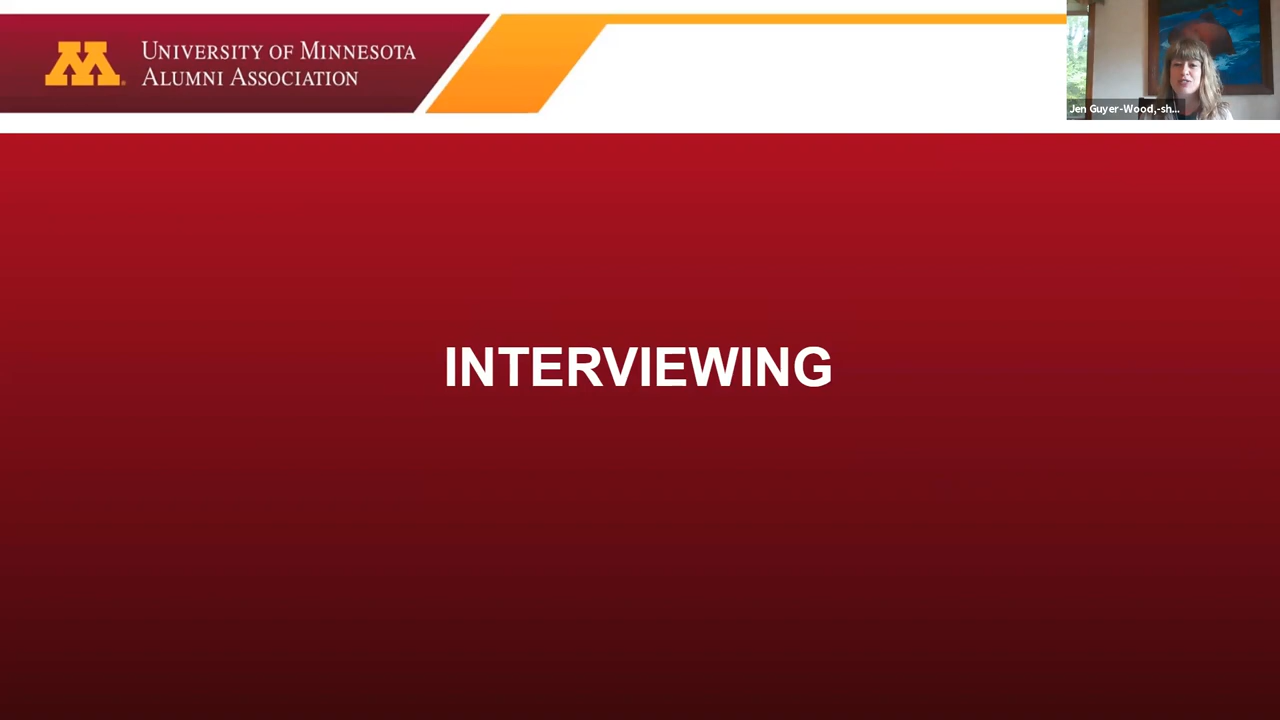 UNIVERSITY OF MINNESOTA
ALUMNI ASSOCIATION
Jen Guyer-Wood,-sh...
INTERVIEWING